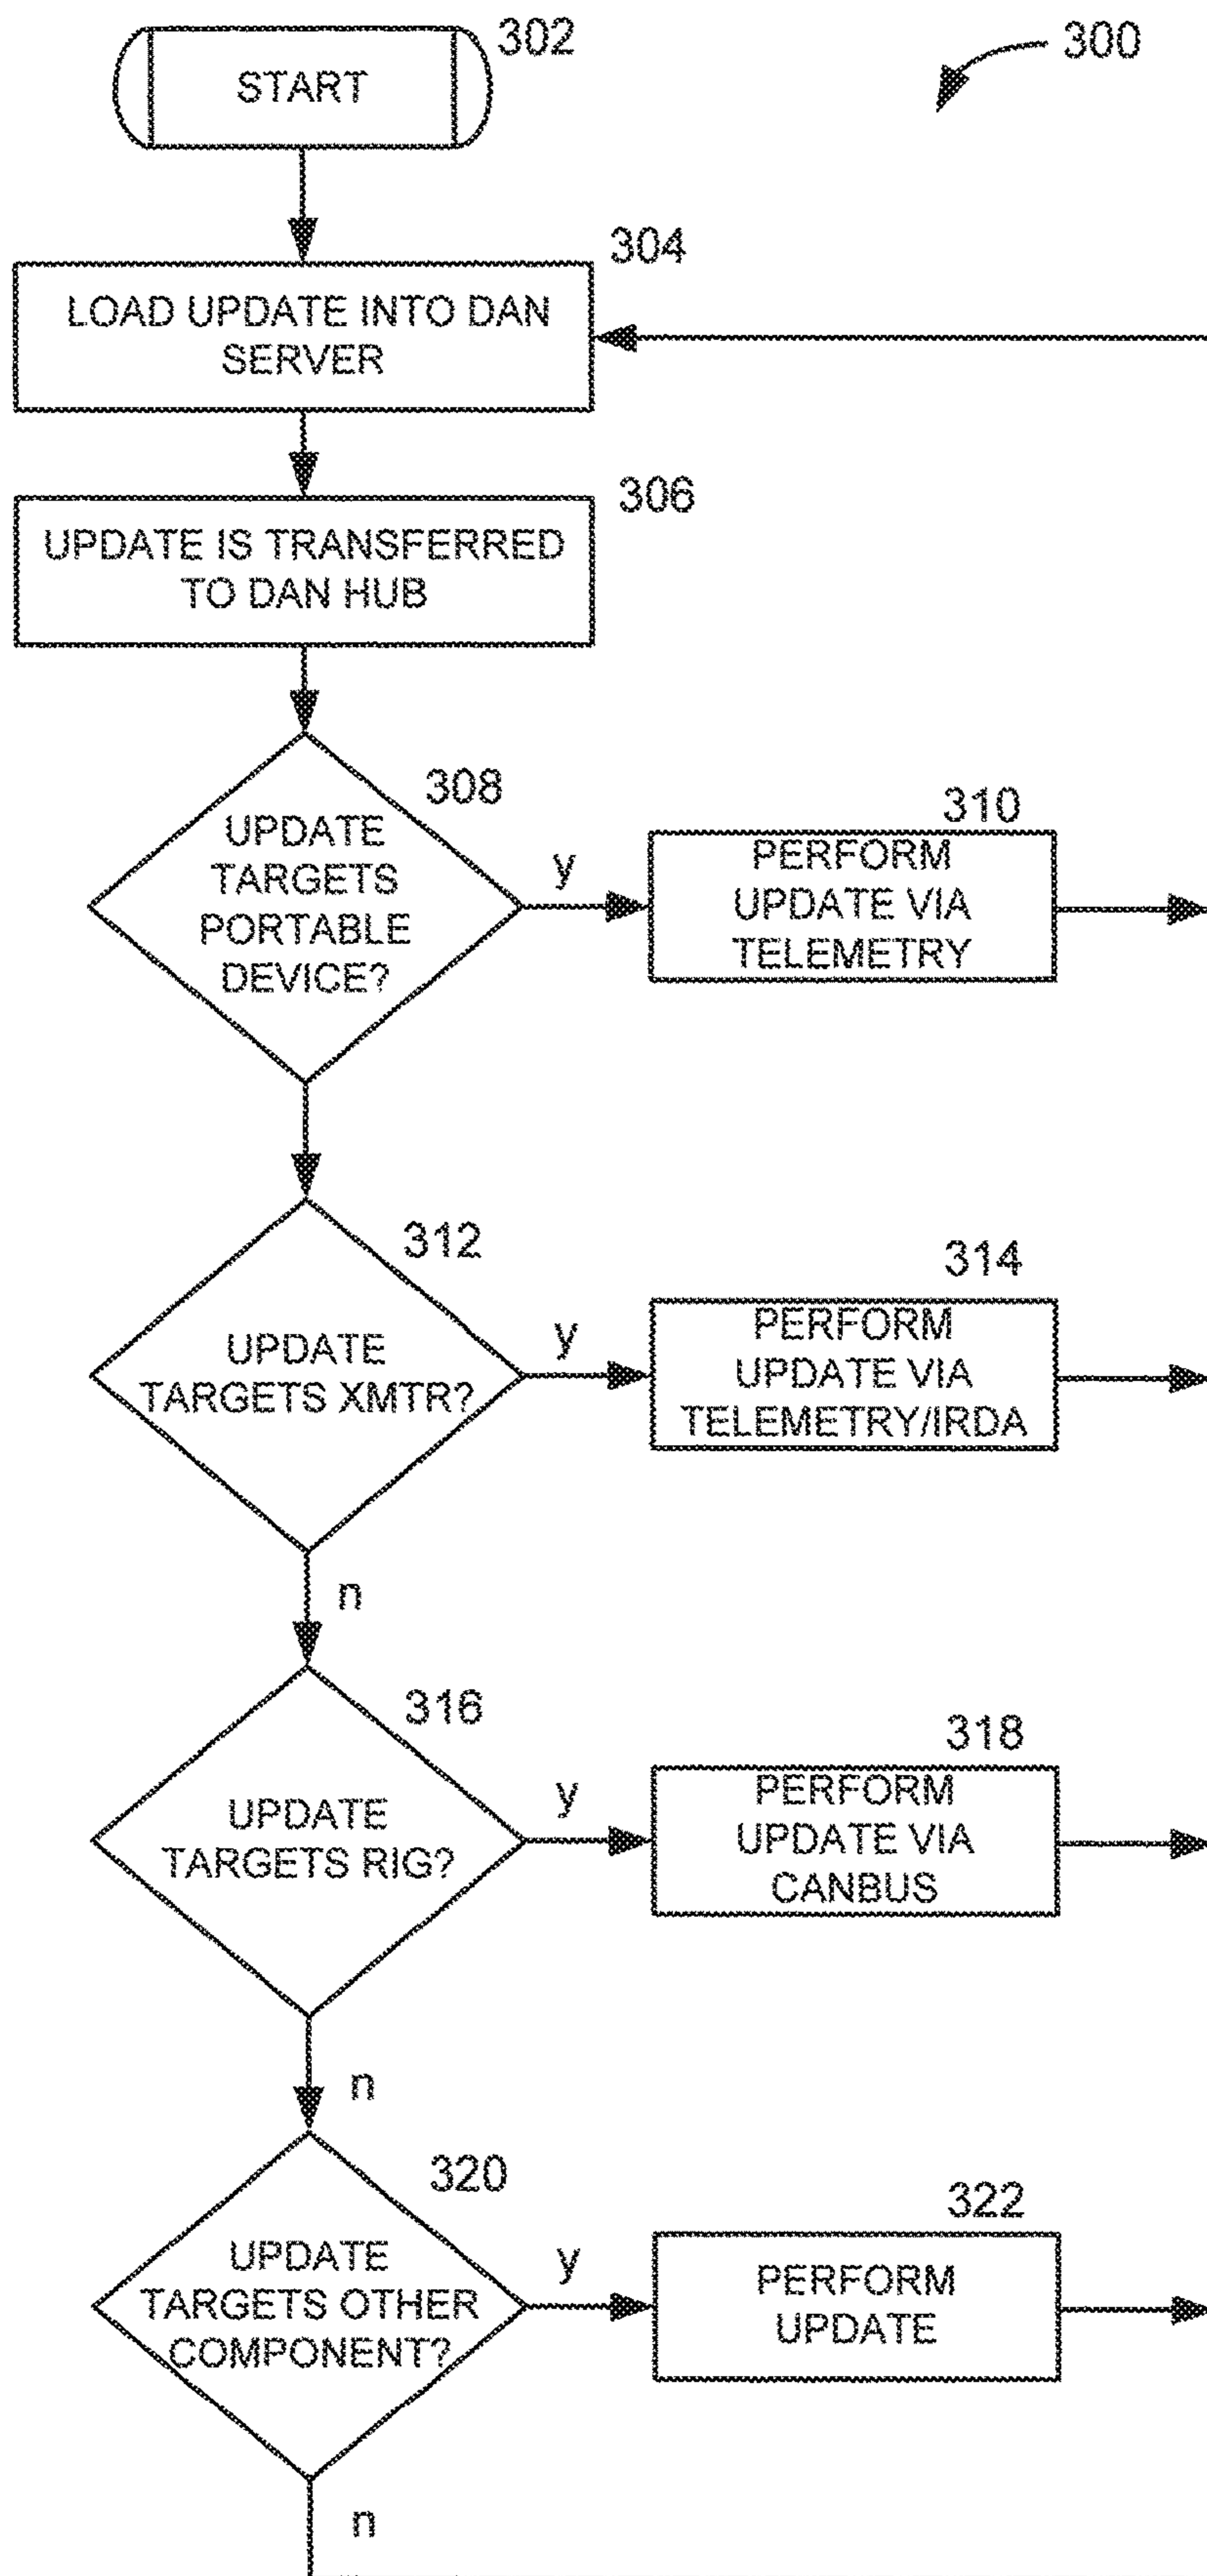 302
300
START
304
LOAD UPDATE INTO DAN
SERVER
306
UPDATE IS TRANSFERRED
TO DAN HUB
308
UPDATE
TARGETS
PORTABLE
DEVICE?
y
310
PERFORM
UPDATE VIA
TELEMETRY
312
UPDATE
TARGETS XMTR?
y
314
PERFORM
UPDATE VIA
TELEMETRY/IRDA
n
316
UPDATE
TARGETS RIG?
y
318
PERFORM
UPDATE VIA
CANBUS
n
320
UPDATE
TARGETS OTHER
COMPONENT?
y
322
PERFORM
UPDATE
n